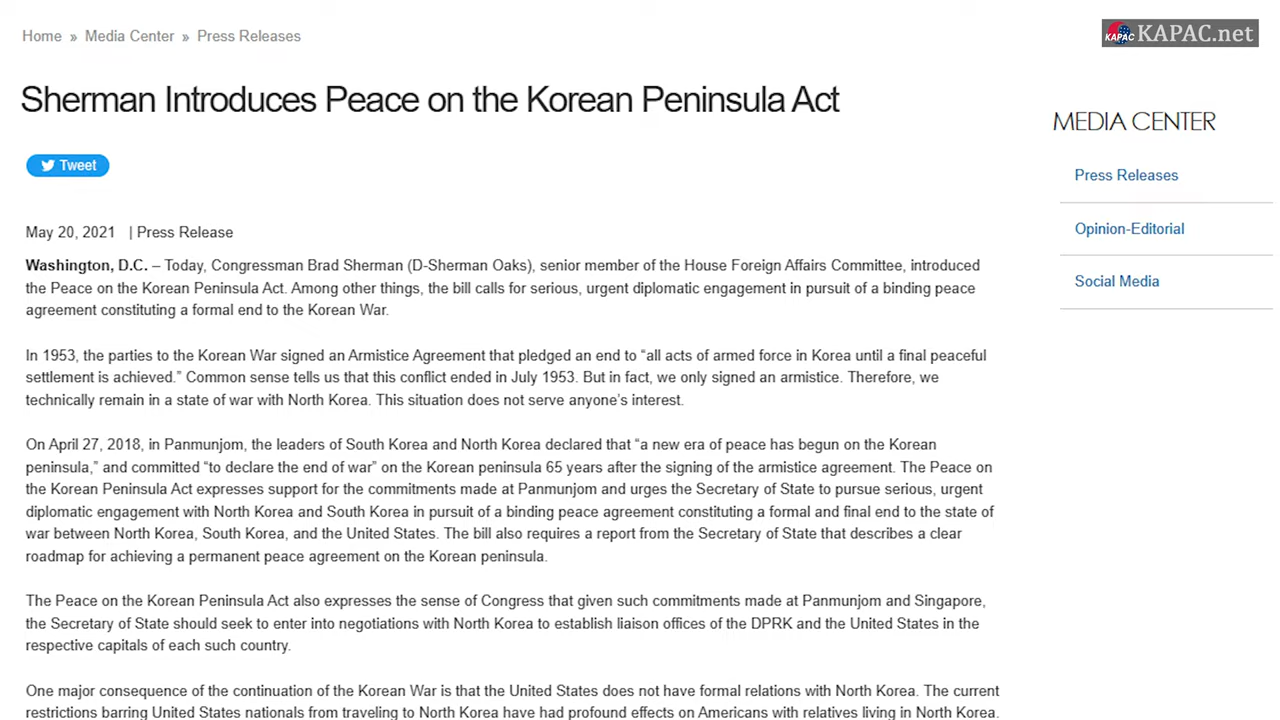 Home » Media Center » Press Releases
KAPAC KAPAC.net
Sherman Introduces Peace on the Korean Peninsula Act
MEDIA CENTER
Tweet
Press Releases
Opinion-Editorial
Social Media
May 20, 2021 | Press Release
Washington, D.C. – Today, Congressman Brad Sherman (D-Sherman Oaks), senior member of the House Foreign Affairs Committee, introduced
the Peace on the Korean Peninsula Act. Among other things, the bill calls for serious, urgent diplomatic engagement in pursuit of a binding peace
agreement constituting a formal end to the Korean War.
In 1953, the parties to the Korean War signed an Armistice Agreement that pledged an end to “all acts of armed force in Korea until a final peaceful
settlement is achieved.” Common sense tells us that this conflict ended in July 1953. But in fact, we only signed an armistice. Therefore, we
technically remain in a state of war with North Korea. This situation does not serve anyone’s interest.
On April 27, 2018, in Panmunjom, the leaders of South Korea and North Korea declared that “a new era of peace has begun on the Korean
peninsula,” and committed “to declare the end of war” on the Korean peninsula 65 years after the signing of the armistice agreement. The Peace on
the Korean Peninsula Act expresses support for the commitments made at Panmunjom and urges the Secretary of State to pursue serious, urgent
diplomatic engagement with North Korea and South Korea in pursuit of a binding peace agreement constituting a formal and final end to the state of
war between North Korea, South Korea, and the United States. The bill also requires a report from the Secretary of State that describes a clear
roadmap for achieving a permanent peace agreement on the Korean peninsula.
The Peace on the Korean Peninsula Act also expresses the sense of Congress that given such commitments made at Panmunjom and Singapore,
the Secretary of State should seek to enter into negotiations with North Korea to establish liaison offices of the DPRK and the United States in the
respective capitals of each such country.
One major consequence of the continuation of the Korean War is that the United States does not have formal relations with North Korea. The current
restrictions barring United States nationals from traveling to North Korea have had profound effects on Americans with relatives living in North Korea.